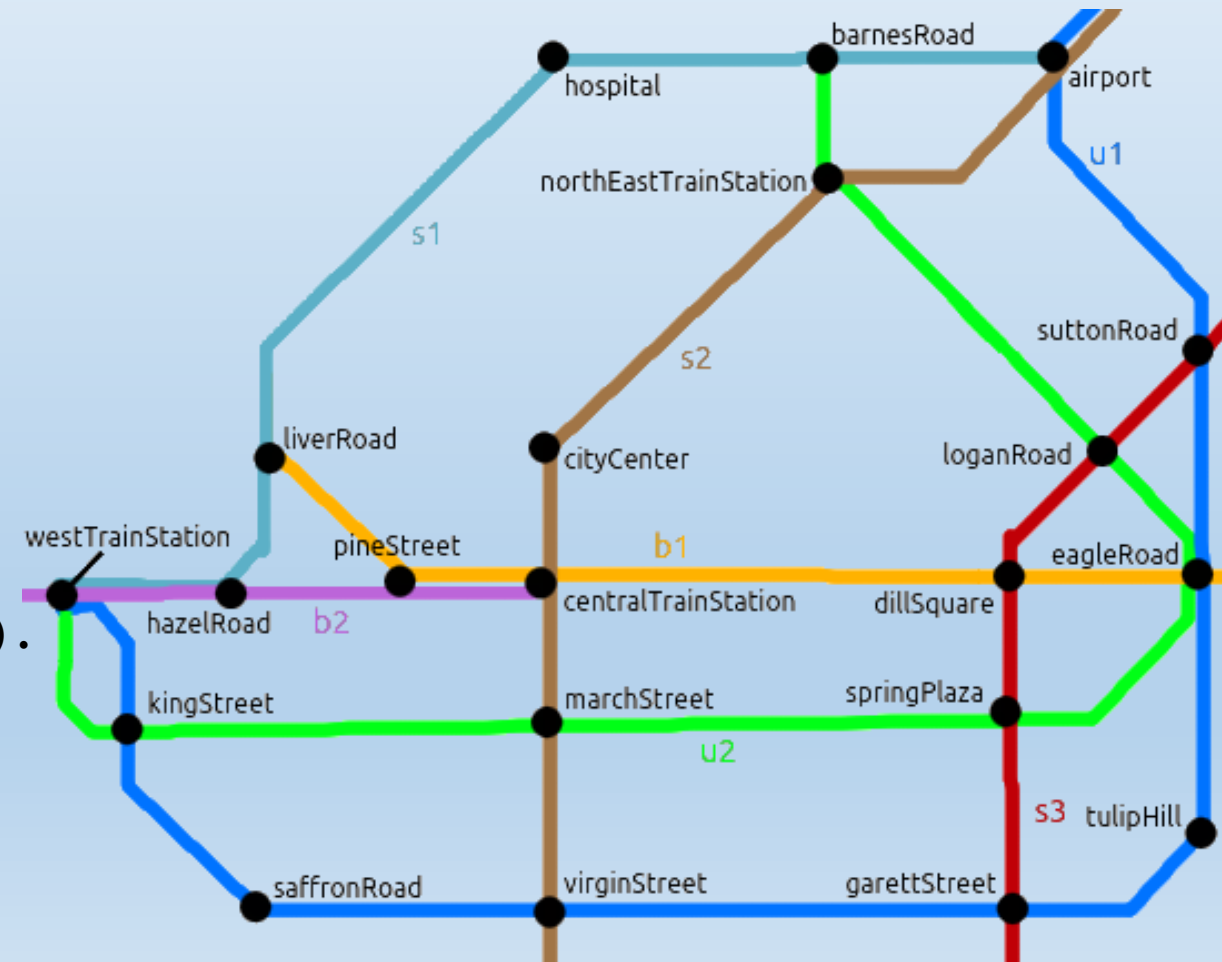 barnesRoad
hospital
airport
u1
northEastTrainStation
s1
suttonRoad
s2
liverRoad
cityCenter
loganRoad
westTrainStation
pineStreet
b1
eagleRoad
centralTrainStation
dillSquare
hazelRoad
b2
).
kingStreet
marchStreet
springPlaza
u2
s3
tulipHill
saffronRoad
virginStreet
garettStreet